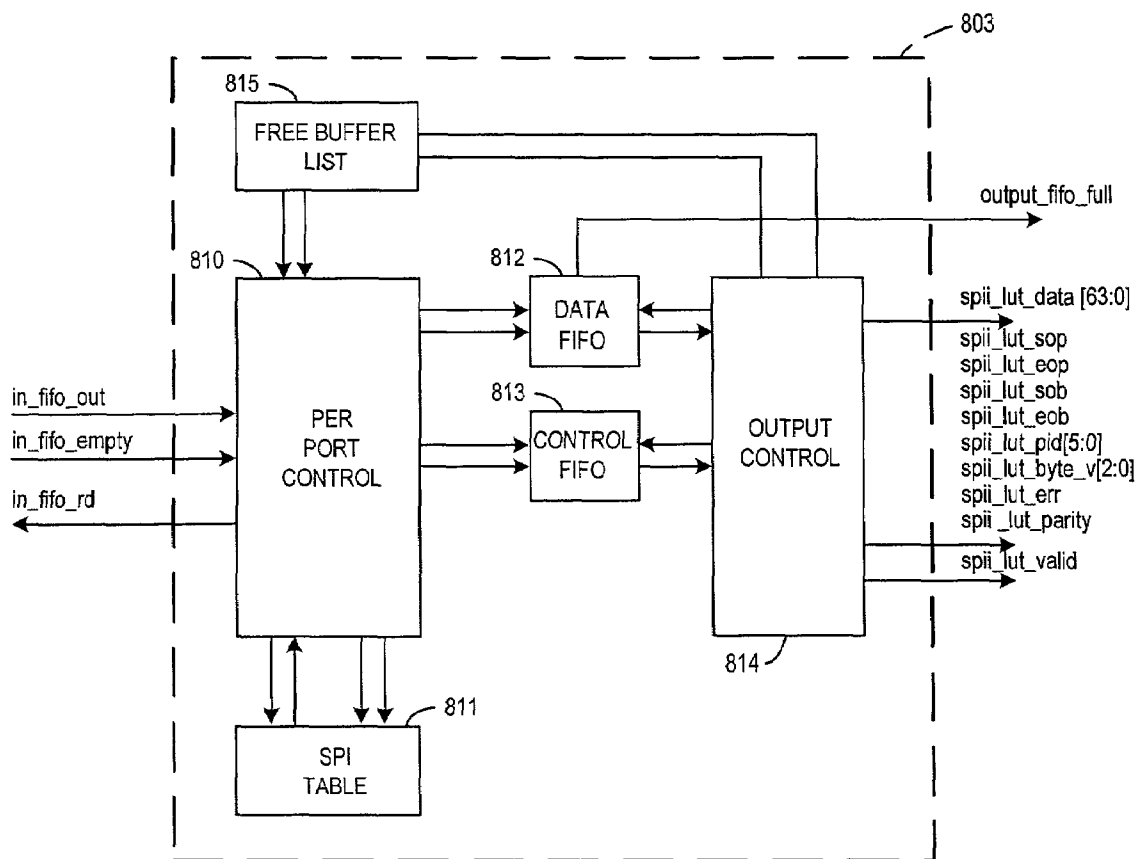 803
815
FREE BUFFER
LIST
output_fifo_full
810
812
DATA
FIFO
spii_lut_data [63:0]
spii_lut_sop
spii_lut_eop
spii_lut_sob
spii_lut_eob
spii_lut_pid[5:0]
spii_lut_byte_v[2:0]
spii_lut_err
spii _lut_parity
spii_lut_valid
in_fifo_out
in_fifo_empty
in_fifo_rd
PER
PORT
CONTROL
813
CONTROL
FIFO
OUTPUT
CONTROL
814
811
SPI
TABLE